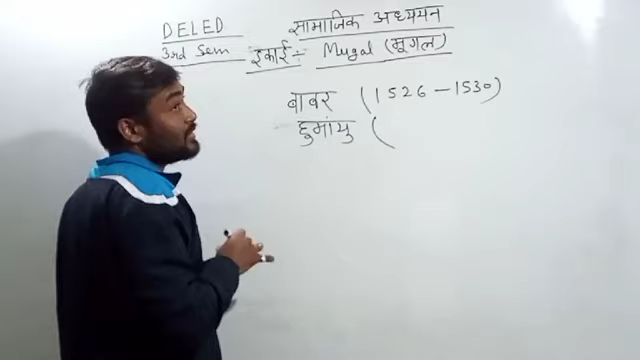 DELED सामाजिक अध्ययन
3rd Sem इकाई:- Mugal (मुगल)
बाबर (1526-1530)
हुमायु (